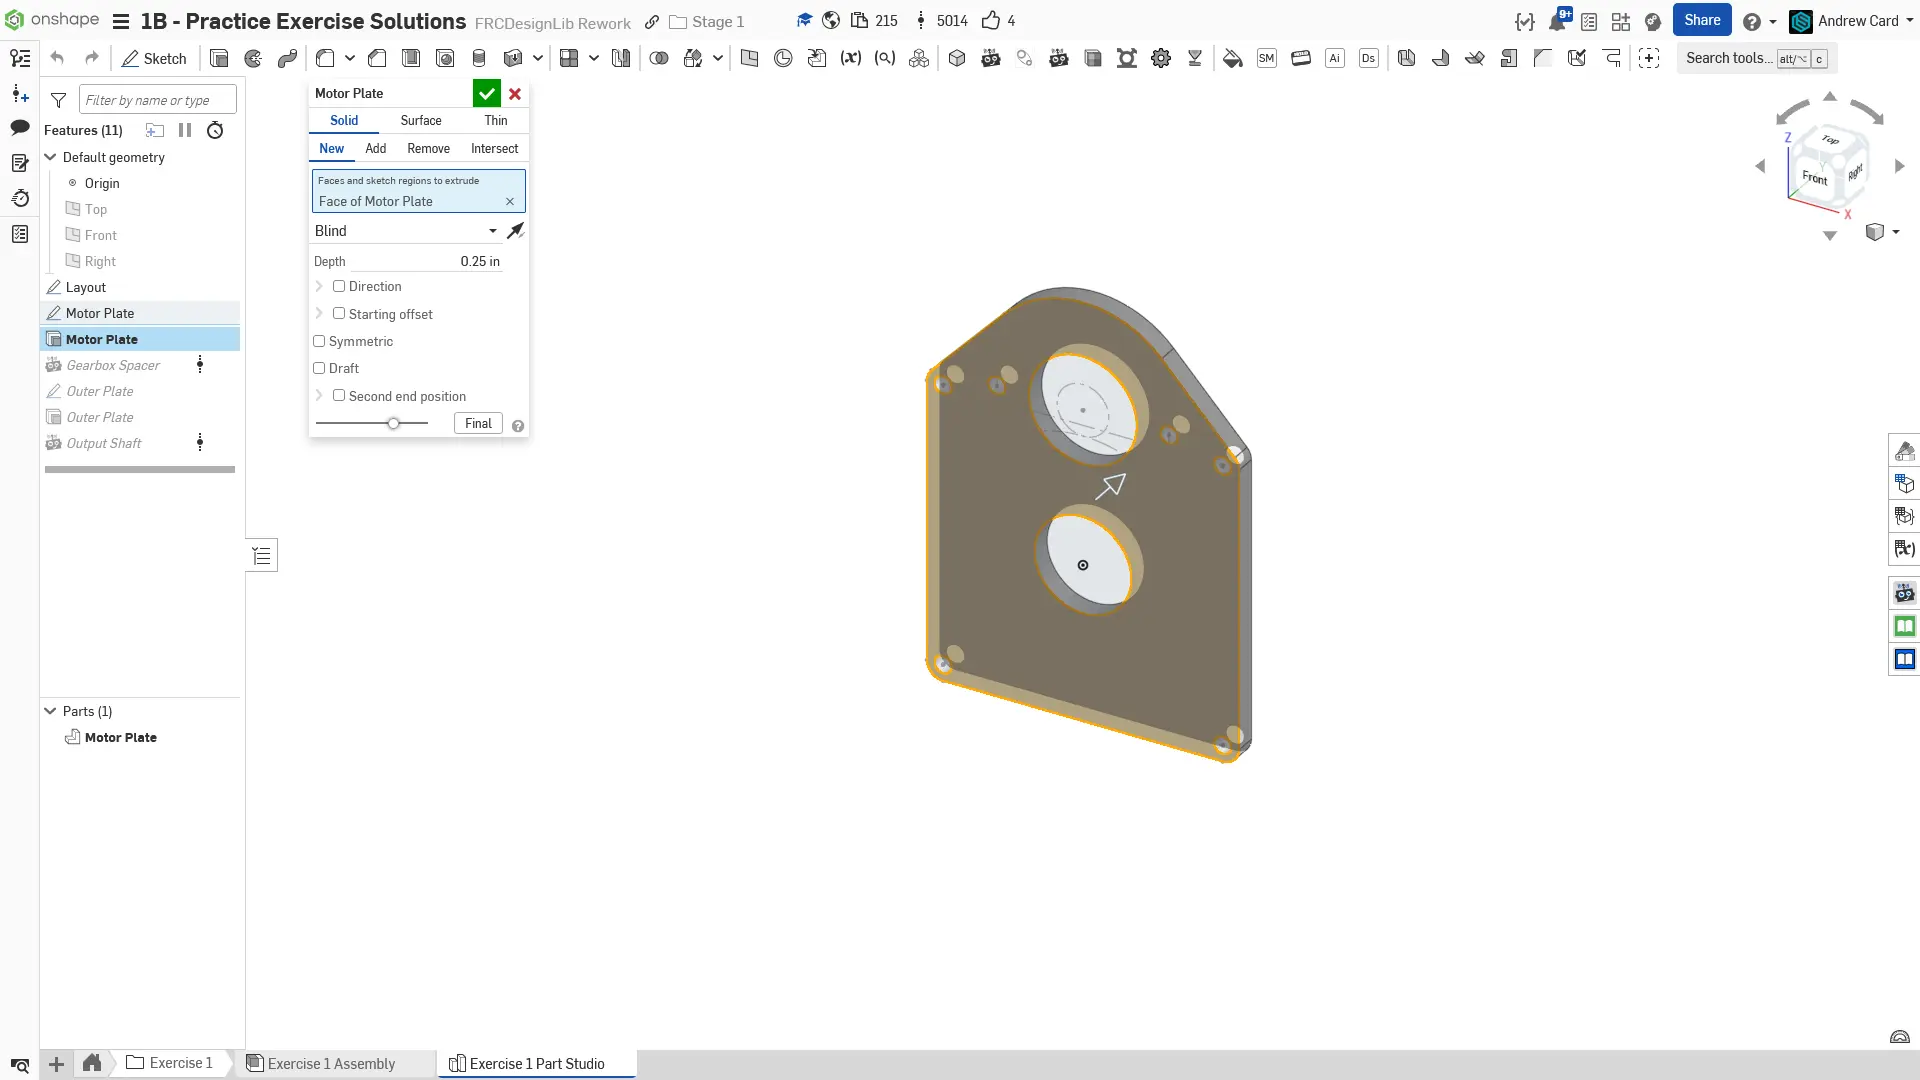 onshape
1B - Practice Exercise Solutions
FRCDesignLib Rework
Stage 1
215
5014
4
9+
Share
Andrew Card
Sketch
SM
Ai
Ds
Search tools...
alt/⌥
c
Filter by name or type
Features (11)
Default geometry
Origin
Top
Front
Right
Layout
Motor Plate
Motor Plate
Gearbox Spacer
Outer Plate
Outer Plate
Output Shaft
Parts (1)
Motor Plate
Motor Plate
Solid
Surface
Thin
New
Add
Remove
Intersect
Faces and sketch regions to extrude
Face of Motor Plate
Blind
Depth
0.25 in
Direction
Starting offset
Symmetric
Draft
Second end position
Final
Z
Top
Front
Right
Y
X
Exercise 1
Exercise 1 Assembly
Exercise 1 Part Studio